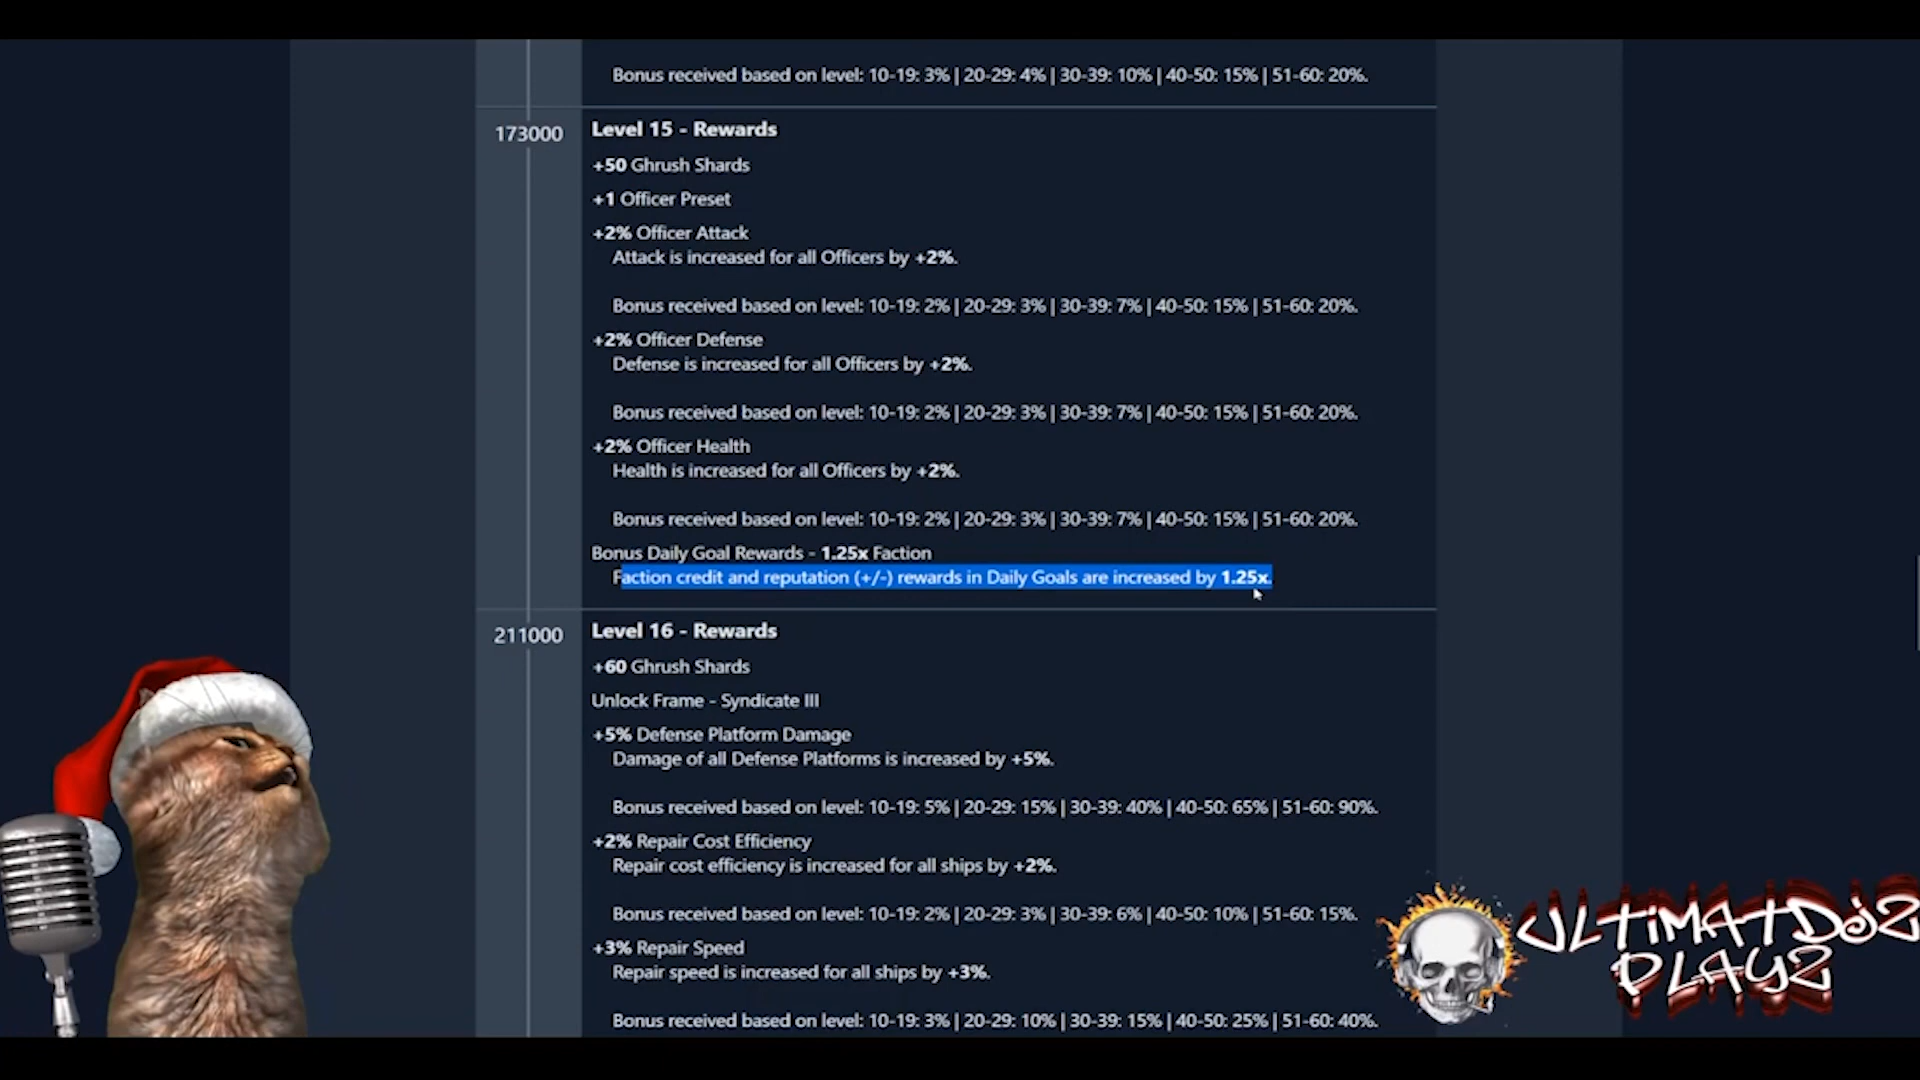 Bonus received based on level: 10-19: 3% | 20-29: 4% | 30-39: 10% | 40-50: 15% | 51-60: 20%.
173000
Level 15 - Rewards
+50 Ghrush Shards
+1 Officer Preset
+2% Officer Attack
Attack is increased for all Officers by +2%.
Bonus received based on level: 10-19: 2% | 20-29: 3% | 30-39: 7% | 40-50: 15% | 51-60: 20%.
+2% Officer Defense
Defense is increased for all Officers by +2%.
Bonus received based on level: 10-19: 2% | 20-29: 3% | 30-39: 7% | 40-50: 15% | 51-60: 20%.
+2% Officer Health
Health is increased for all Officers by +2%.
Bonus received based on level: 10-19: 2% | 20-29: 3% | 30-39: 7% | 40-50: 15% | 51-60: 20%.
Bonus Daily Goal Rewards - 1.25x Faction
Faction credit and reputation (+/-) rewards in Daily Goals are increased by 1.25x.
211000
Level 16 - Rewards
+60 Ghrush Shards
Unlock Frame - Syndicate III
+5% Defense Platform Damage
Damage of all Defense Platforms is increased by +5%.
Bonus received based on level: 10-19: 5% | 20-29: 15% | 30-39: 40% | 40-50: 65% | 51-60: 90%.
+2% Repair Cost Efficiency
Repair cost efficiency is increased for all ships by +2%.
Bonus received based on level: 10-19: 2% | 20-29: 3% | 30-39: 6% | 40-50: 10% | 51-60: 15%.
+3% Repair Speed
Repair speed is increased for all ships by +3%.
Bonus received based on level: 10-19: 3% | 20-29: 10% | 30-39: 15% | 40-50: 25% | 51-60: 40%.
ULTiMATDJZ
PLAYZ